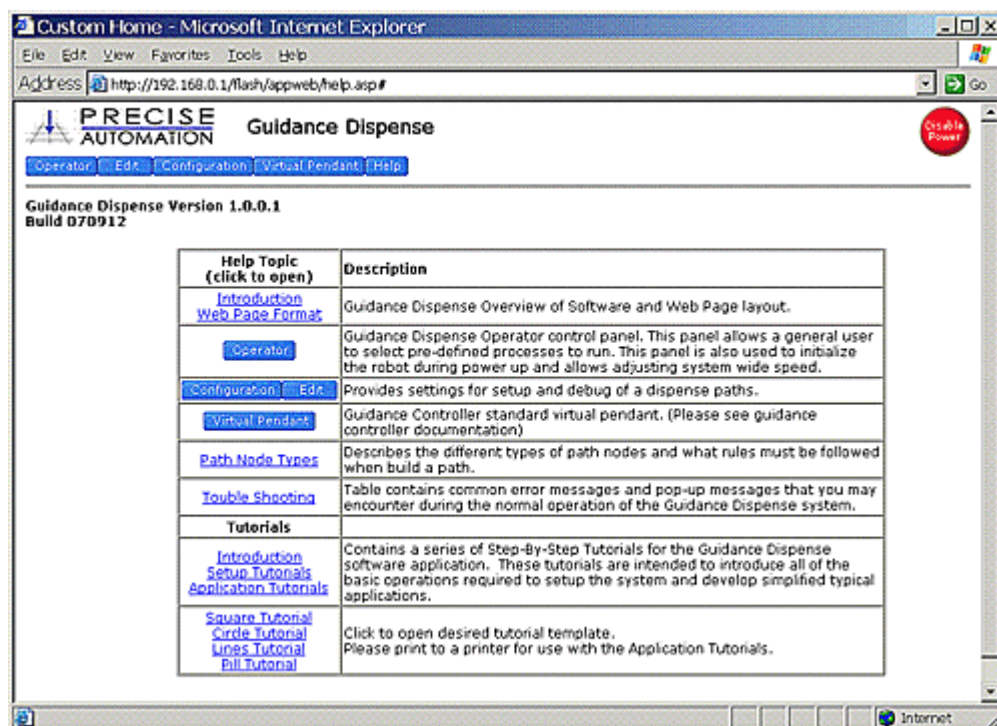 Custom Home - Microsoft Internet Explorer
File Edit View Favorites Tools Help
Address http://192.168.0.1/flash/appweb/help.asp# Go
PRECISE
AUTOMATION
Guidance Dispense
Disable
Power
Operator Edit Configuration Virtual Pendant Help
Guidance Dispense Version 1.0.0.1
Build 070912
Help Topic
(click to open)
Description
Introduction
Web Page Format
Guidance Dispense Overview of Software and Web Page layout.
Operator
Guidance Dispense Operator control panel. This panel allows a general user
to select pre-defined processes to run. This panel is also used to initialize
the robot during power up and allows adjusting system wide speed.
Configuration Edit
Provides settings for setup and debug of a dispense paths.
Virtual Pendant
Guidance Controller standard virtual pendant. (Please see guidance
controller documentation)
Path Node Types
Describes the different types of path nodes and what rules must be followed
when build a path.
Touble Shooting
Table contains common error messages and pop-up messages that you may
encounter during the normal operation of the Guidance Dispense system.
Tutorials
Introduction
Setup Tutorials
Application Tutorials
Contains a series of Step-By-Step Tutorials for the Guidance Dispense
software application. These tutorials are intended to introduce all of the
basic operations required to setup the system and develop simplified typical
applications.
Square Tutorial
Circle Tutorial
Lines Tutorial
Pill Tutorial
Click to open desired tutorial template.
Please print to a printer for use with the Application Tutorials.
Internet